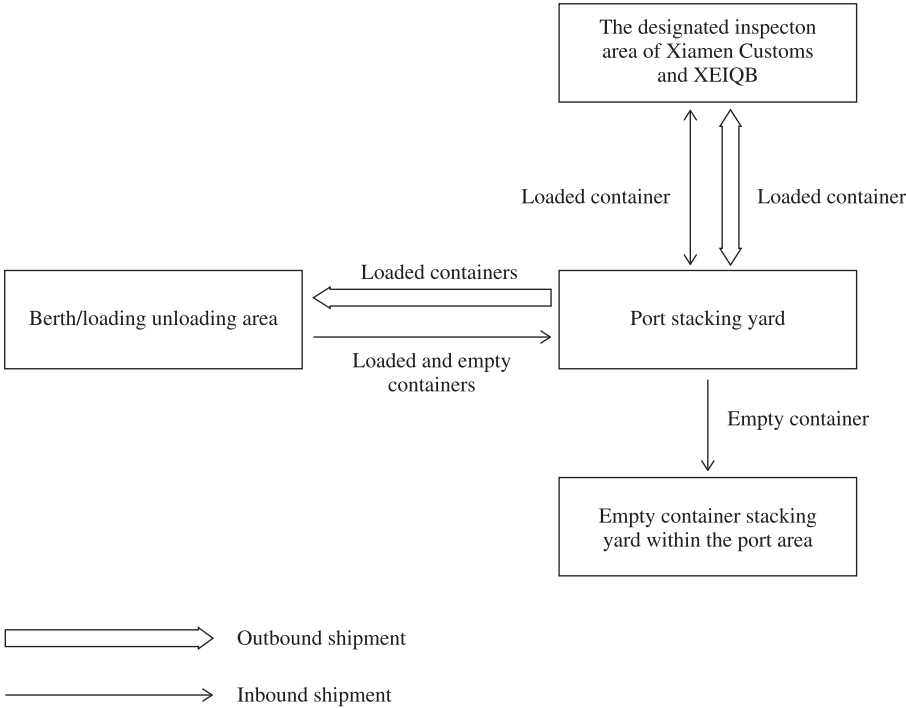 The designated inspecton
area of Xiamen Customs
and XEIQB
Loaded container
Loaded container
Loaded containers
Berth/loading unloading area
Port stacking yard
Loaded and empty
containers
Empty container
Empty container stacking
yard within the port area
Outbound shipment
Inbound shipment